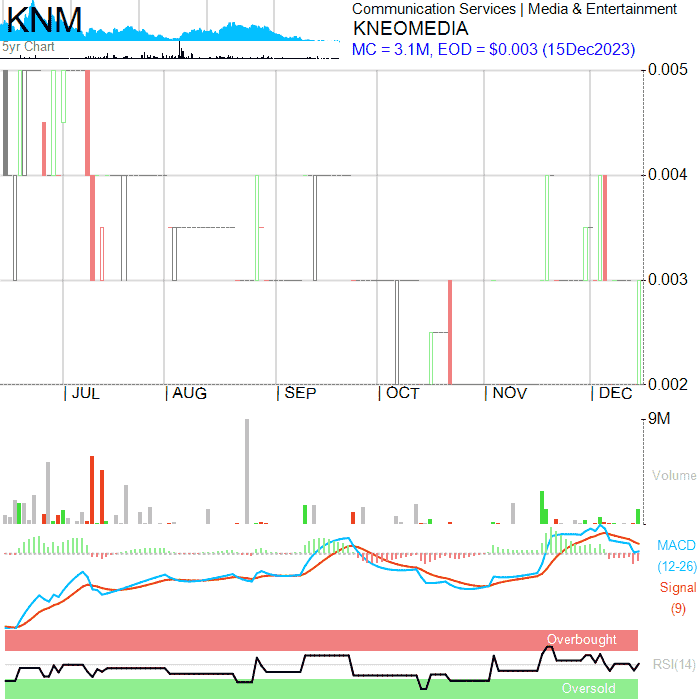 KNM
5yr Chart
Communication Services | Media & Entertainment
KNEOMEDIA
MC = 3.1M, EOD = $0.003 (15Dec2023)
0.005
0.004
0.003
0.002
| JUL | AUG | SEP | OCT | NOV | DEC
9M
Volume
MACD
(12-26)
Signal
(9)
Overbought
RSI(14)
Oversold